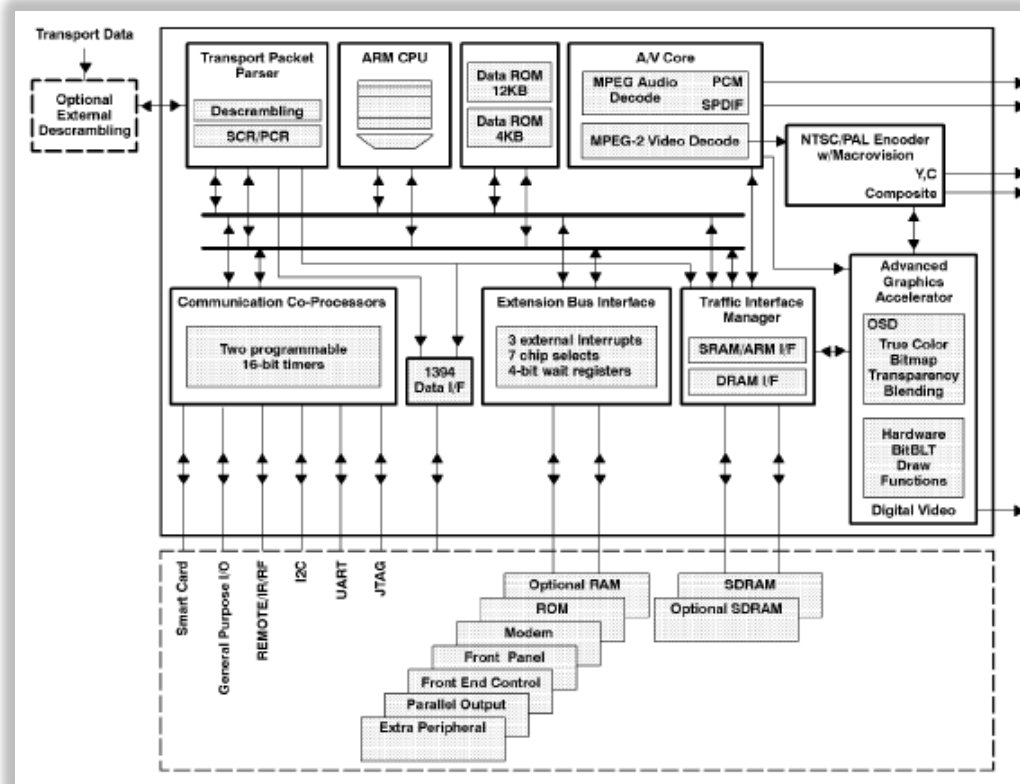 Transport Data
Optional
External
Descrambling
Transport Packet
Parser
Descrambling
SCR/PCR
ARM CPU
Data ROM
12KB
Data ROM
4KB
A/V Core
MPEG Audio
Decode
PCM
SPDIF
MPEG-2 Video Decode
NTSC/PAL Encoder
w/Macrovision
Y,C
Composite
Communication Co-Processors
Two programmable
16-bit timers
1394
Data I/F
Extension Bus Interface
3 external Interrupts
7 chip selects
4-bit wait registers
Traffic Interface
Manager
SRAM/ARM I/F
DRAM I/F
Advanced
Graphics
Accelerator
OSD
True Color
Bitmap
Transparency
Blending
Hardware
BitBLT
Draw
Functions
Digital Video
Smart Card
General Purpose I/O
REMOTE/IR/RF
I2C
UART
JTAG
Optional RAM
ROM
Modem
Front Panel
Front End Control
Parallel Output
Extra Peripheral
SDRAM
Optional SDRAM